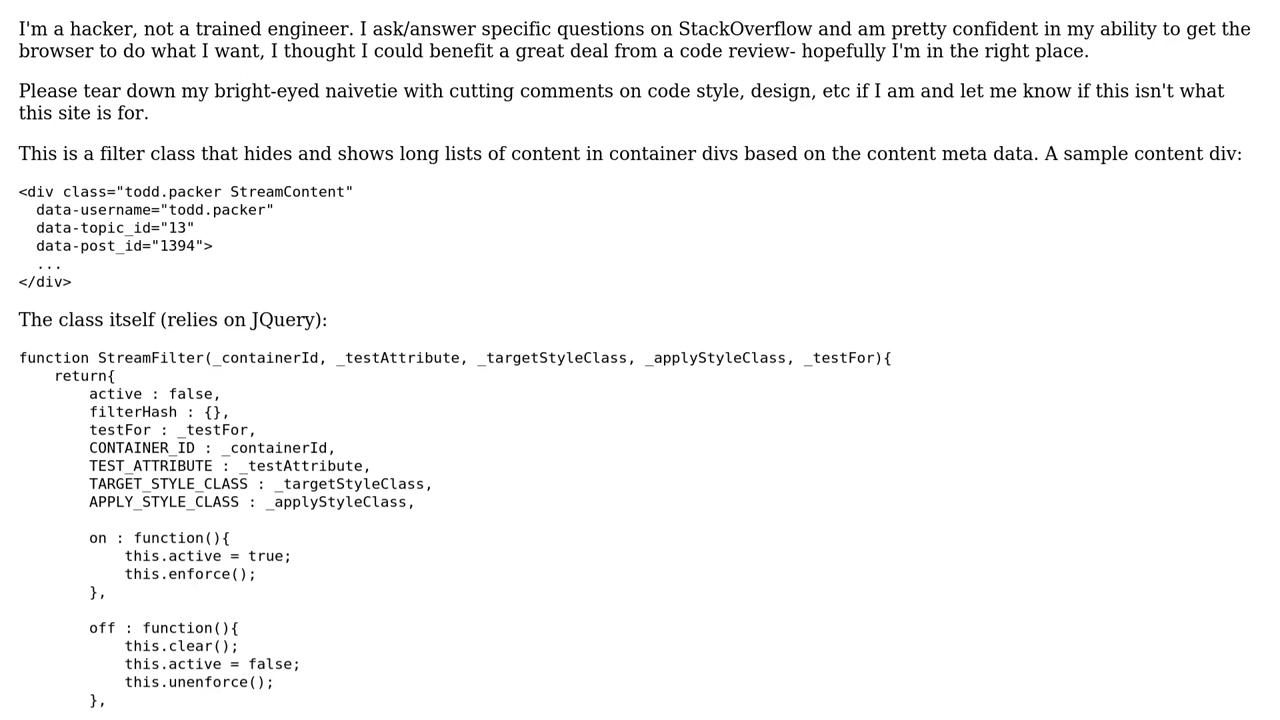 I'm a hacker, not a trained engineer. I ask/answer specific questions on StackOverflow and am pretty confident in my ability to get the
browser to do what I want, I thought I could benefit a great deal from a code review- hopefully I'm in the right place.
Please tear down my bright-eyed naivetie with cutting comments on code style, design, etc if I am and let me know if this isn't what
this site is for.
This is a filter class that hides and shows long lists of content in container divs based on the content meta data. A sample content div:
<div class="todd.packer StreamContent"
  data-username="todd.packer"
  data-topic_id="13"
  data-post_id="1394">
  ...
</div>
The class itself (relies on JQuery):
function StreamFilter(_containerId, _testAttribute, _targetStyleClass, _applyStyleClass, _testFor){
    return{
        active : false,
        filterHash : {},
        testFor : _testFor,
        CONTAINER_ID : _containerId,
        TEST_ATTRIBUTE : _testAttribute,
        TARGET_STYLE_CLASS : _targetStyleClass,
        APPLY_STYLE_CLASS : _applyStyleClass,
        on : function(){
            this.active = true;
            this.enforce();
        },
        off : function(){
            this.clear();
            this.active = false;
            this.unenforce();
        },